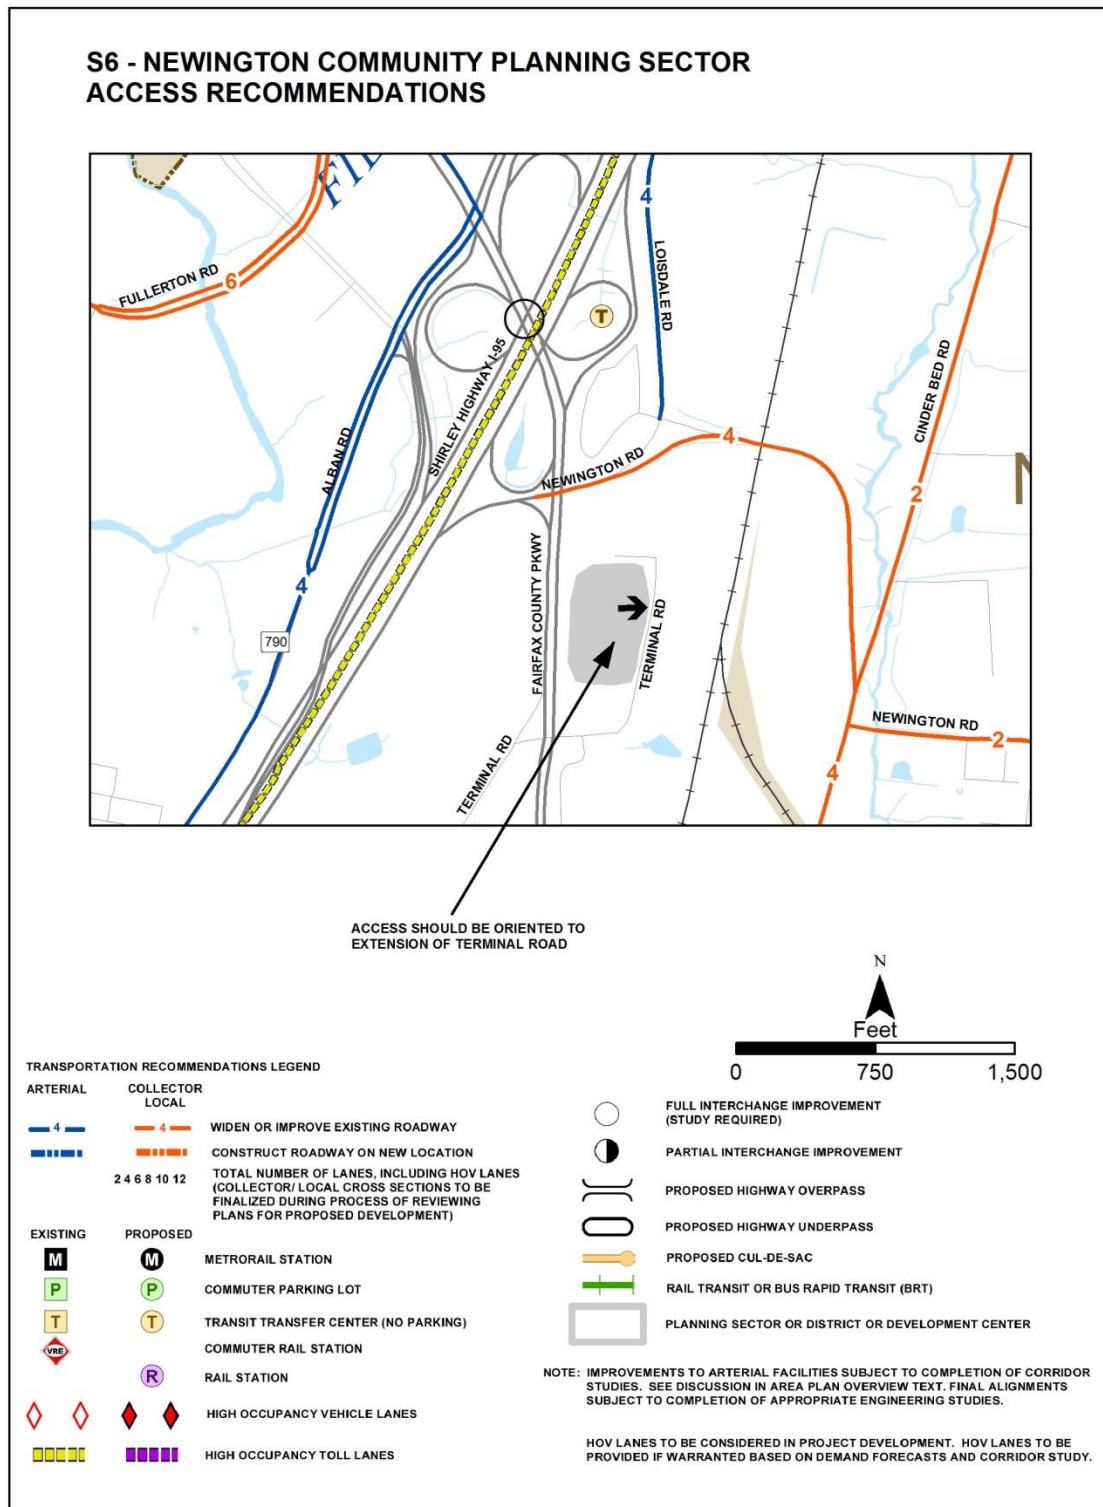 S6 - NEWINGTON COMMUNITY PLANNING SECTOR
ACCESS RECOMMENDATIONS
4
FULLERTON RD
6
LOISDALE RD
T
SHIRLEY HIGHWAY I-95
CINDER BED RD
ALBAN RD
4
NEWINGTON RD
2
4
790
FAIRFAX COUNTY PKWY
TERMINAL RD
NEWINGTON RD
2
TERMINAL RD
4
ACCESS SHOULD BE ORIENTED TO
EXTENSION OF TERMINAL ROAD
N
Feet
0 750 1,500
TRANSPORTATION RECOMMENDATIONS LEGEND
ARTERIAL COLLECTOR
LOCAL
4 4 WIDEN OR IMPROVE EXISTING ROADWAY
CONSTRUCT ROADWAY ON NEW LOCATION
2 4 6 8 10 12 TOTAL NUMBER OF LANES, INCLUDING HOV LANES
(COLLECTOR/ LOCAL CROSS SECTIONS TO BE
FINALIZED DURING PROCESS OF REVIEWING
PLANS FOR PROPOSED DEVELOPMENT)
EXISTING PROPOSED
M M METRORAIL STATION
P P COMMUTER PARKING LOT
T T TRANSIT TRANSFER CENTER (NO PARKING)
VRE COMMUTER RAIL STATION
R RAIL STATION
HIGH OCCUPANCY VEHICLE LANES
HIGH OCCUPANCY TOLL LANES
FULL INTERCHANGE IMPROVEMENT
(STUDY REQUIRED)
PARTIAL INTERCHANGE IMPROVEMENT
PROPOSED HIGHWAY OVERPASS
PROPOSED HIGHWAY UNDERPASS
PROPOSED CUL-DE-SAC
RAIL TRANSIT OR BUS RAPID TRANSIT (BRT)
PLANNING SECTOR OR DISTRICT OR DEVELOPMENT CENTER
NOTE: IMPROVEMENTS TO ARTERIAL FACILITIES SUBJECT TO COMPLETION OF CORRIDOR
STUDIES. SEE DISCUSSION IN AREA PLAN OVERVIEW TEXT. FINAL ALIGNMENTS
SUBJECT TO COMPLETION OF APPROPRIATE ENGINEERING STUDIES.
HOV LANES TO BE CONSIDERED IN PROJECT DEVELOPMENT. HOV LANES TO BE
PROVIDED IF WARRANTED BASED ON DEMAND FORECASTS AND CORRIDOR STUDY.